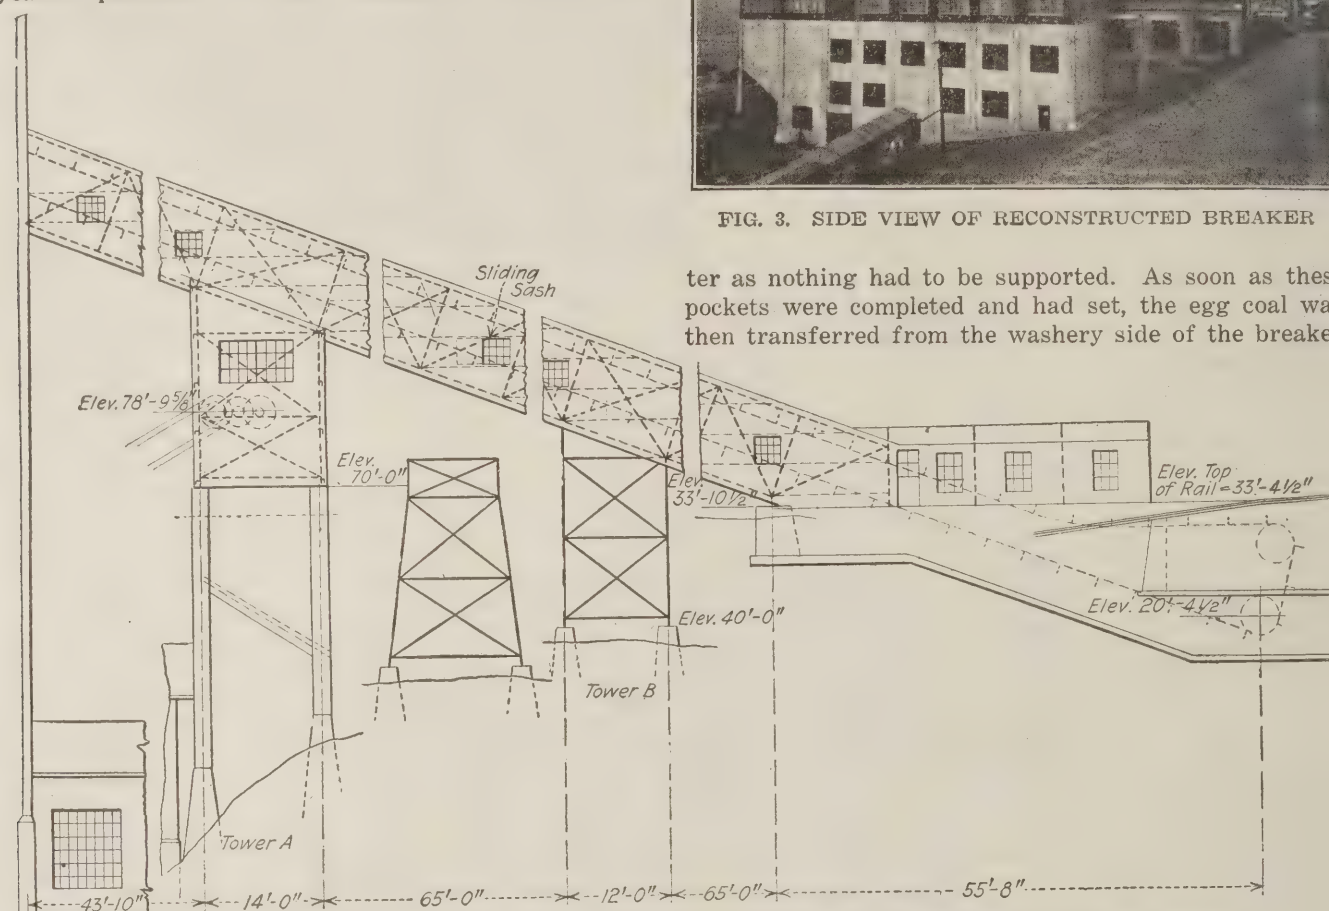 FIG. 3. SIDE VIEW OF RECONSTRUCTED BREAKER
ter as nothing had to be supported. As soon as thes
pockets were completed and had set, the egg coal wa
then transferred from the washery side of the breake
Sliding
Sash
Elev. 78'-9⅝"
Elev.
70'-0"
Elev.
33'-10½"
Elev. Top
of Rail=33'-4½"
Elev. 20'-4½"
Elev. 40'-0"
Tower B
Tower A
43'-10" 14'-0" 65'-0" 12'-0" 65'-0" 55'-8"